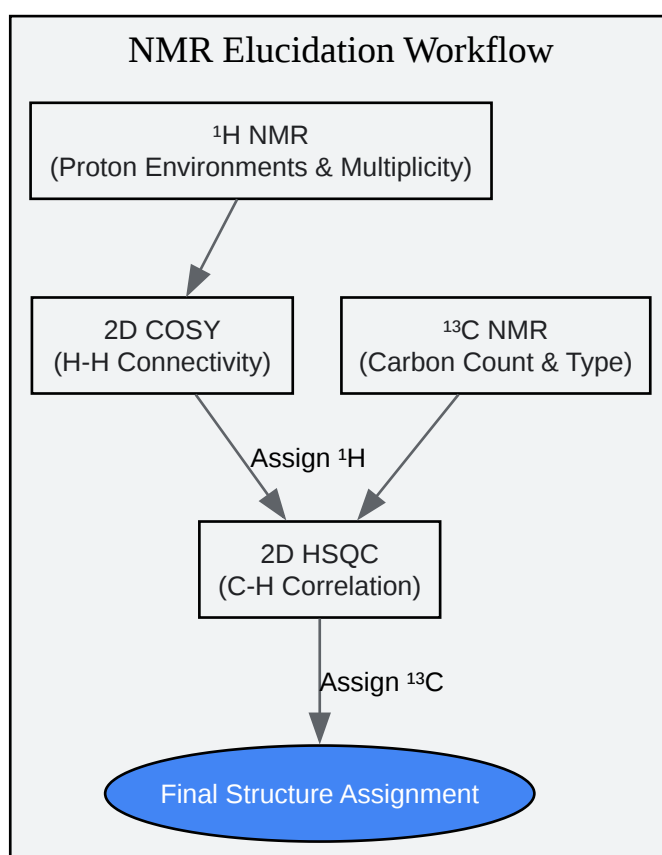 NMR Elucidation Workflow
¹H NMR
(Proton Environments & Multiplicity)
2D COSY
(H-H Connectivity)
¹³C NMR
(Carbon Count & Type)
Assign ¹H
2D HSQC
(C-H Correlation)
Assign ¹³C
Final Structure Assignment